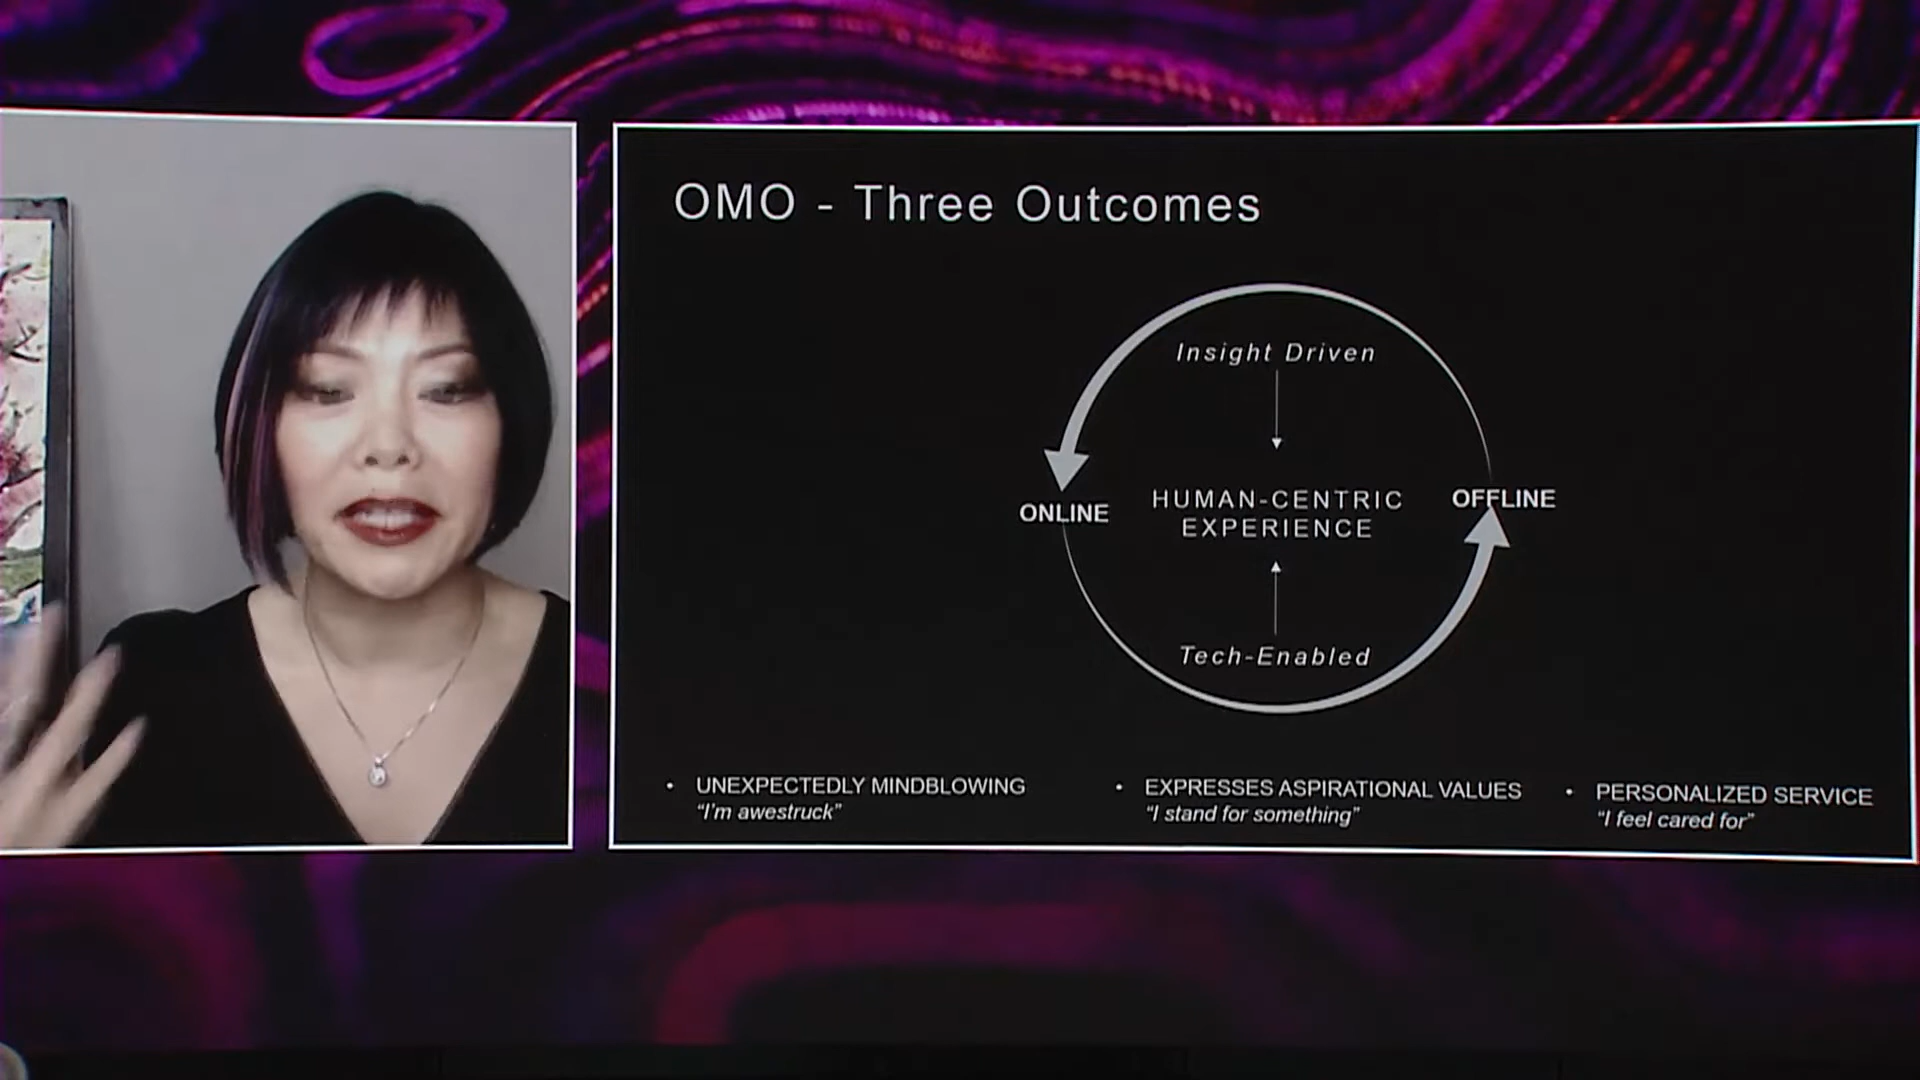 OMO - Three Outcomes
Insight Driven
ONLINE
HUMAN-CENTRIC
EXPERIENCE
OFFLINE
Tech-Enabled
• UNEXPECTEDLY MINDBLOWING
"I'm awestruck"
• EXPRESSES ASPIRATIONAL VALUES
"I stand for something"
• PERSONALIZED SERVICE
"I feel cared for"